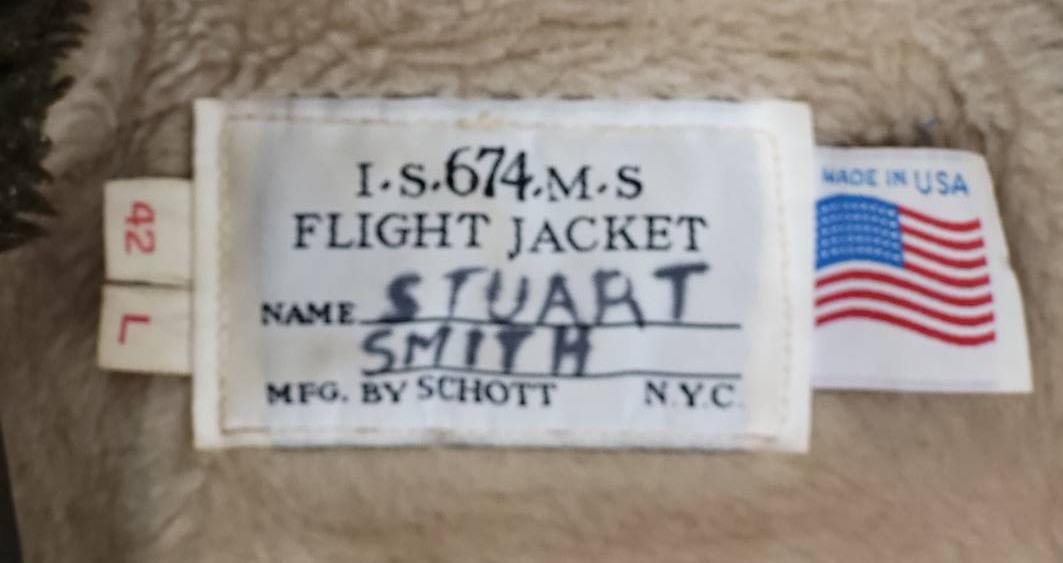 42
L
I.S.674.M.S
FLIGHT JACKET
NAME STUART
SMITH
MFG. BY SCHOTT N.Y.C.
MADE IN USA